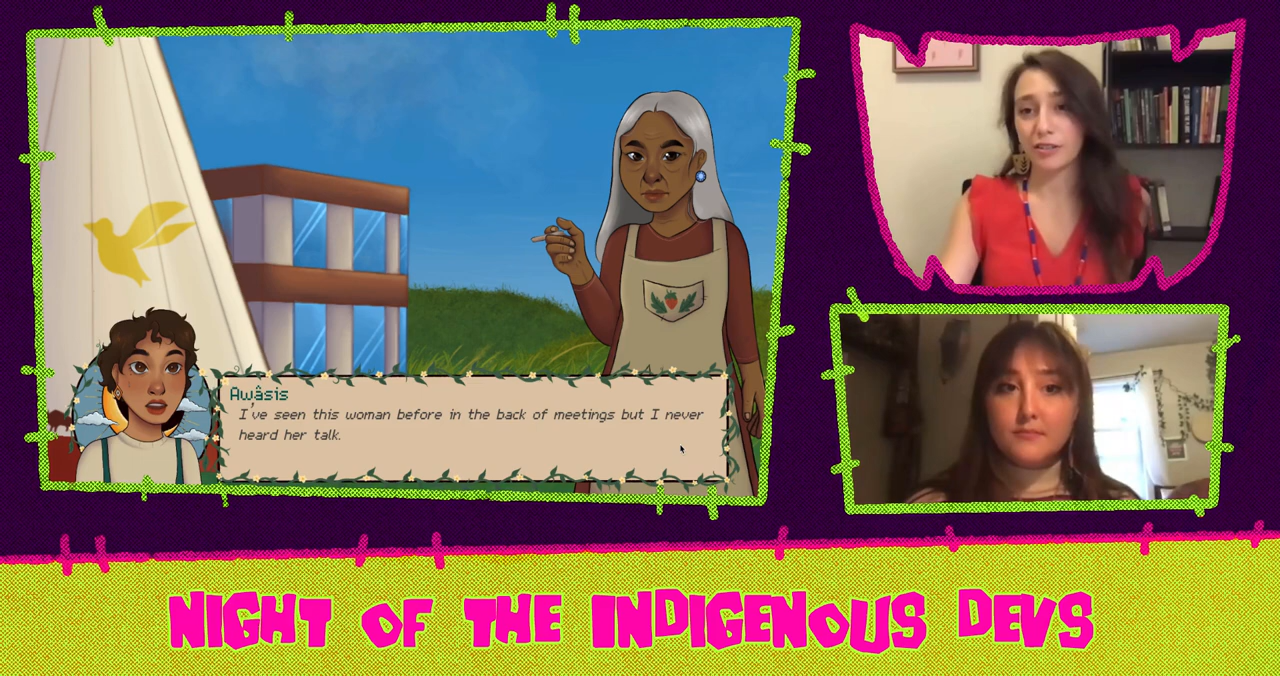 Awâsis
I've seen this woman before in the back of meetings but I never
heard her talk.
NIGHT OF THE INDIGENOUS DEVS